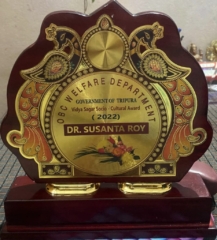 OBC WELFARE DEPARTMENT
GOVERNMENT OF TRIPURA
Vidya Sagar Socio - Cultural Award
( 2022)
DR. SUSANTA ROY